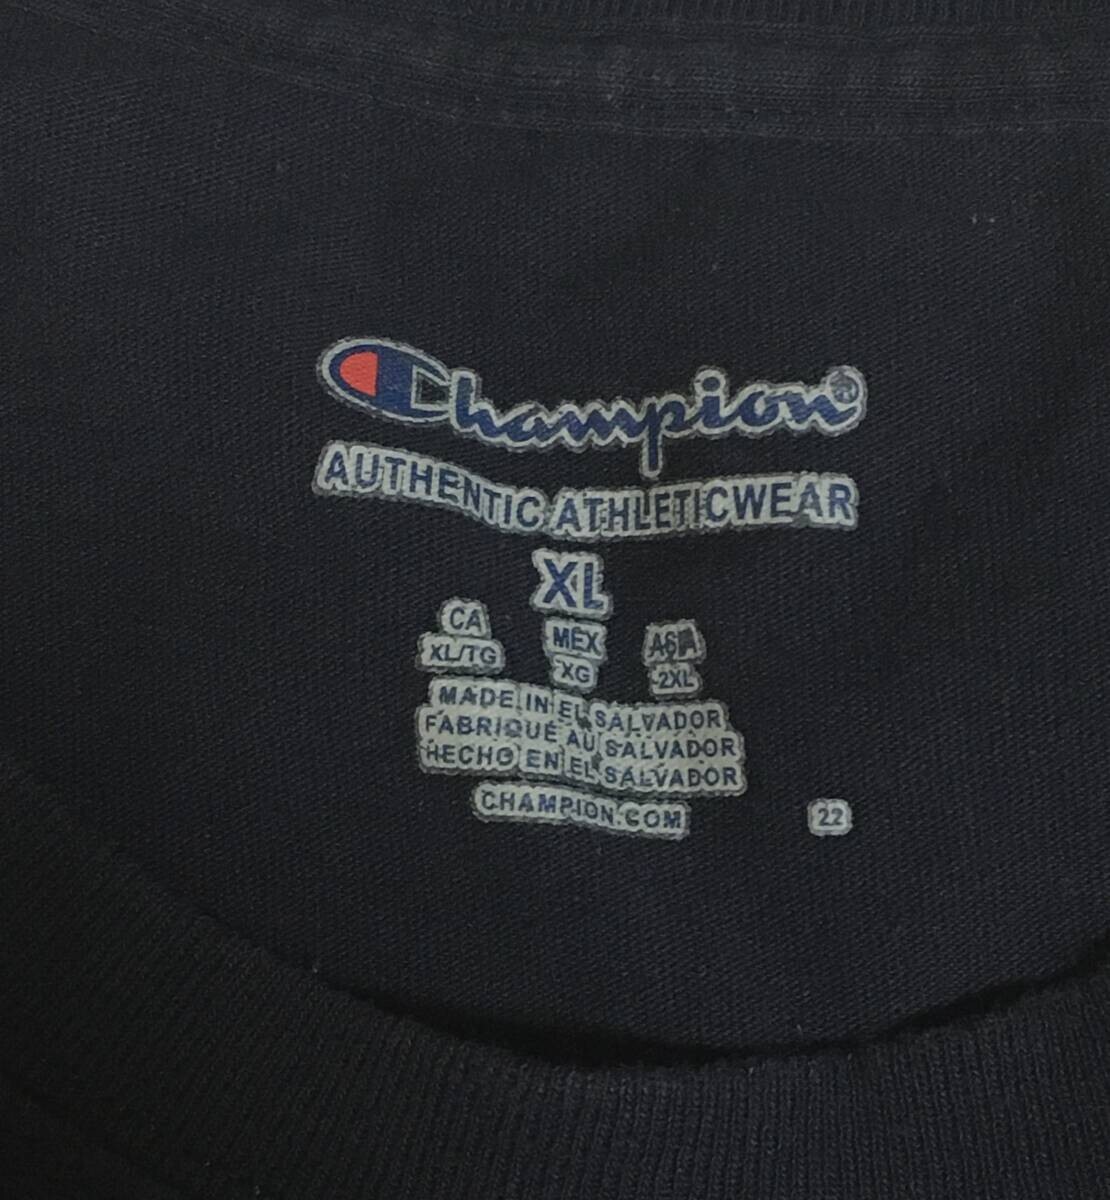 Champion®
AUTHENTIC ATHLETICWEAR
XL
CA MEX ASIA
XL/TG XG 2XL
MADE IN EL SALVADOR
FABRIQUÉ AU SALVADOR
HECHO EN EL SALVADOR
CHAMPION.COM
22